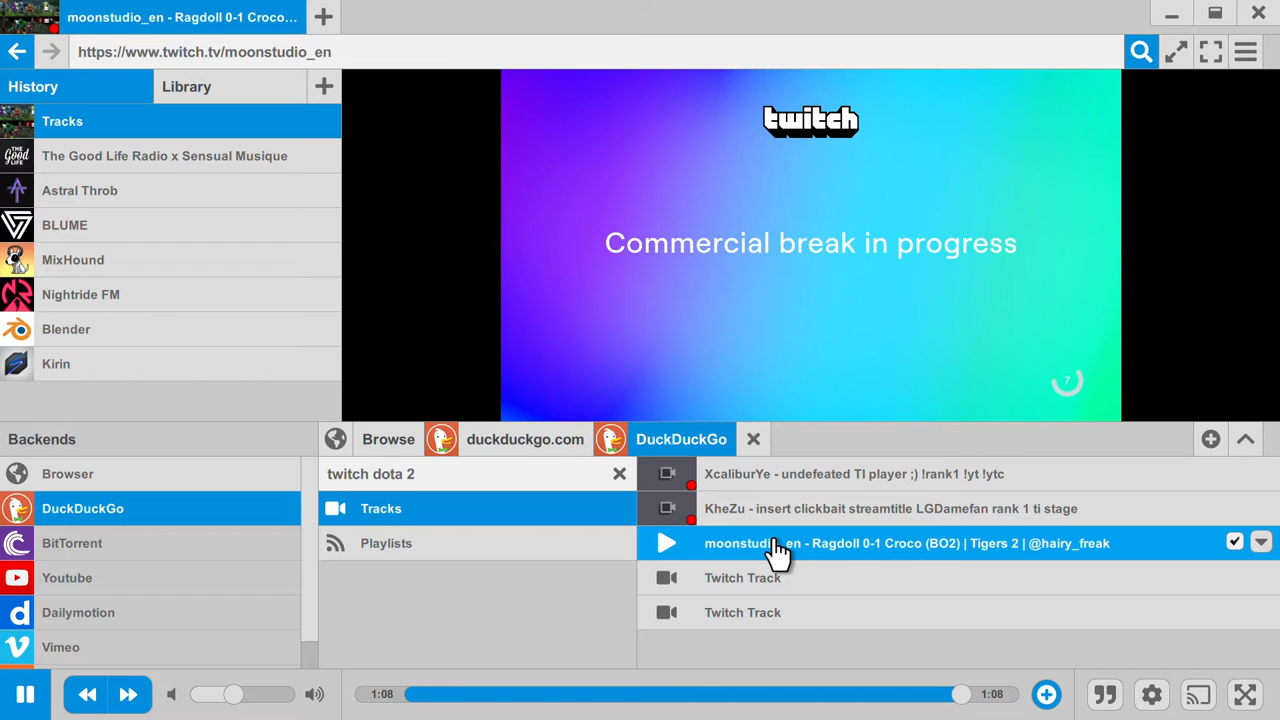 moonstudio_en - Ragdoll 0-1 Croco...
https://www.twitch.tv/moonstudio_en
History
Library
Tracks
The Good Life Radio x Sensual Musique
Astral Throb
BLUME
MixHound
Nightride FM
Blender
Kirin
THE
Good
LIFE
twitch
Commercial break in progress
7
Backends
Browse
duckduckgo.com
DuckDuckGo
Browser
DuckDuckGo
BitTorrent
Youtube
Dailymotion
Vimeo
twitch dota 2
Tracks
Playlists
XcaliburYe - undefeated TI player ;) !rank1 !yt !ytc
KheZu - insert clickbait streamtitle LGDamefan rank 1 ti stage
moonstudio_en - Ragdoll 0-1 Croco (BO2) | Tigers 2 | @hairy_freak
Twitch Track
Twitch Track
1:08
1:08